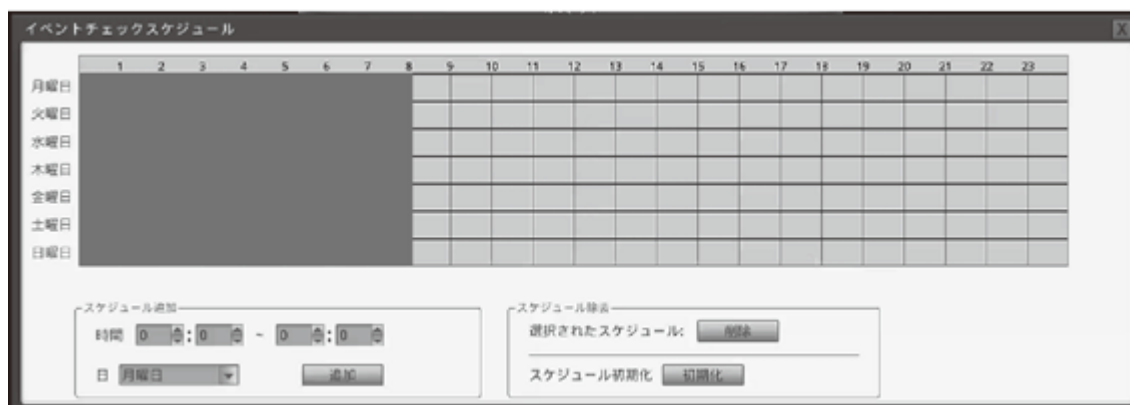 イベントチェックスケジュール X
1 2 3 4 5 6 7 8 9 10 11 12 13 14 15 16 17 18 19 20 21 22 23
月曜日
火曜日
水曜日
木曜日
金曜日
土曜日
日曜日
スケジュール追加
時間 0 : 0 ~ 0 : 0
日 月曜日 追加
スケジュール除去
選択されたスケジュール: 削除
スケジュール初期化 初期化